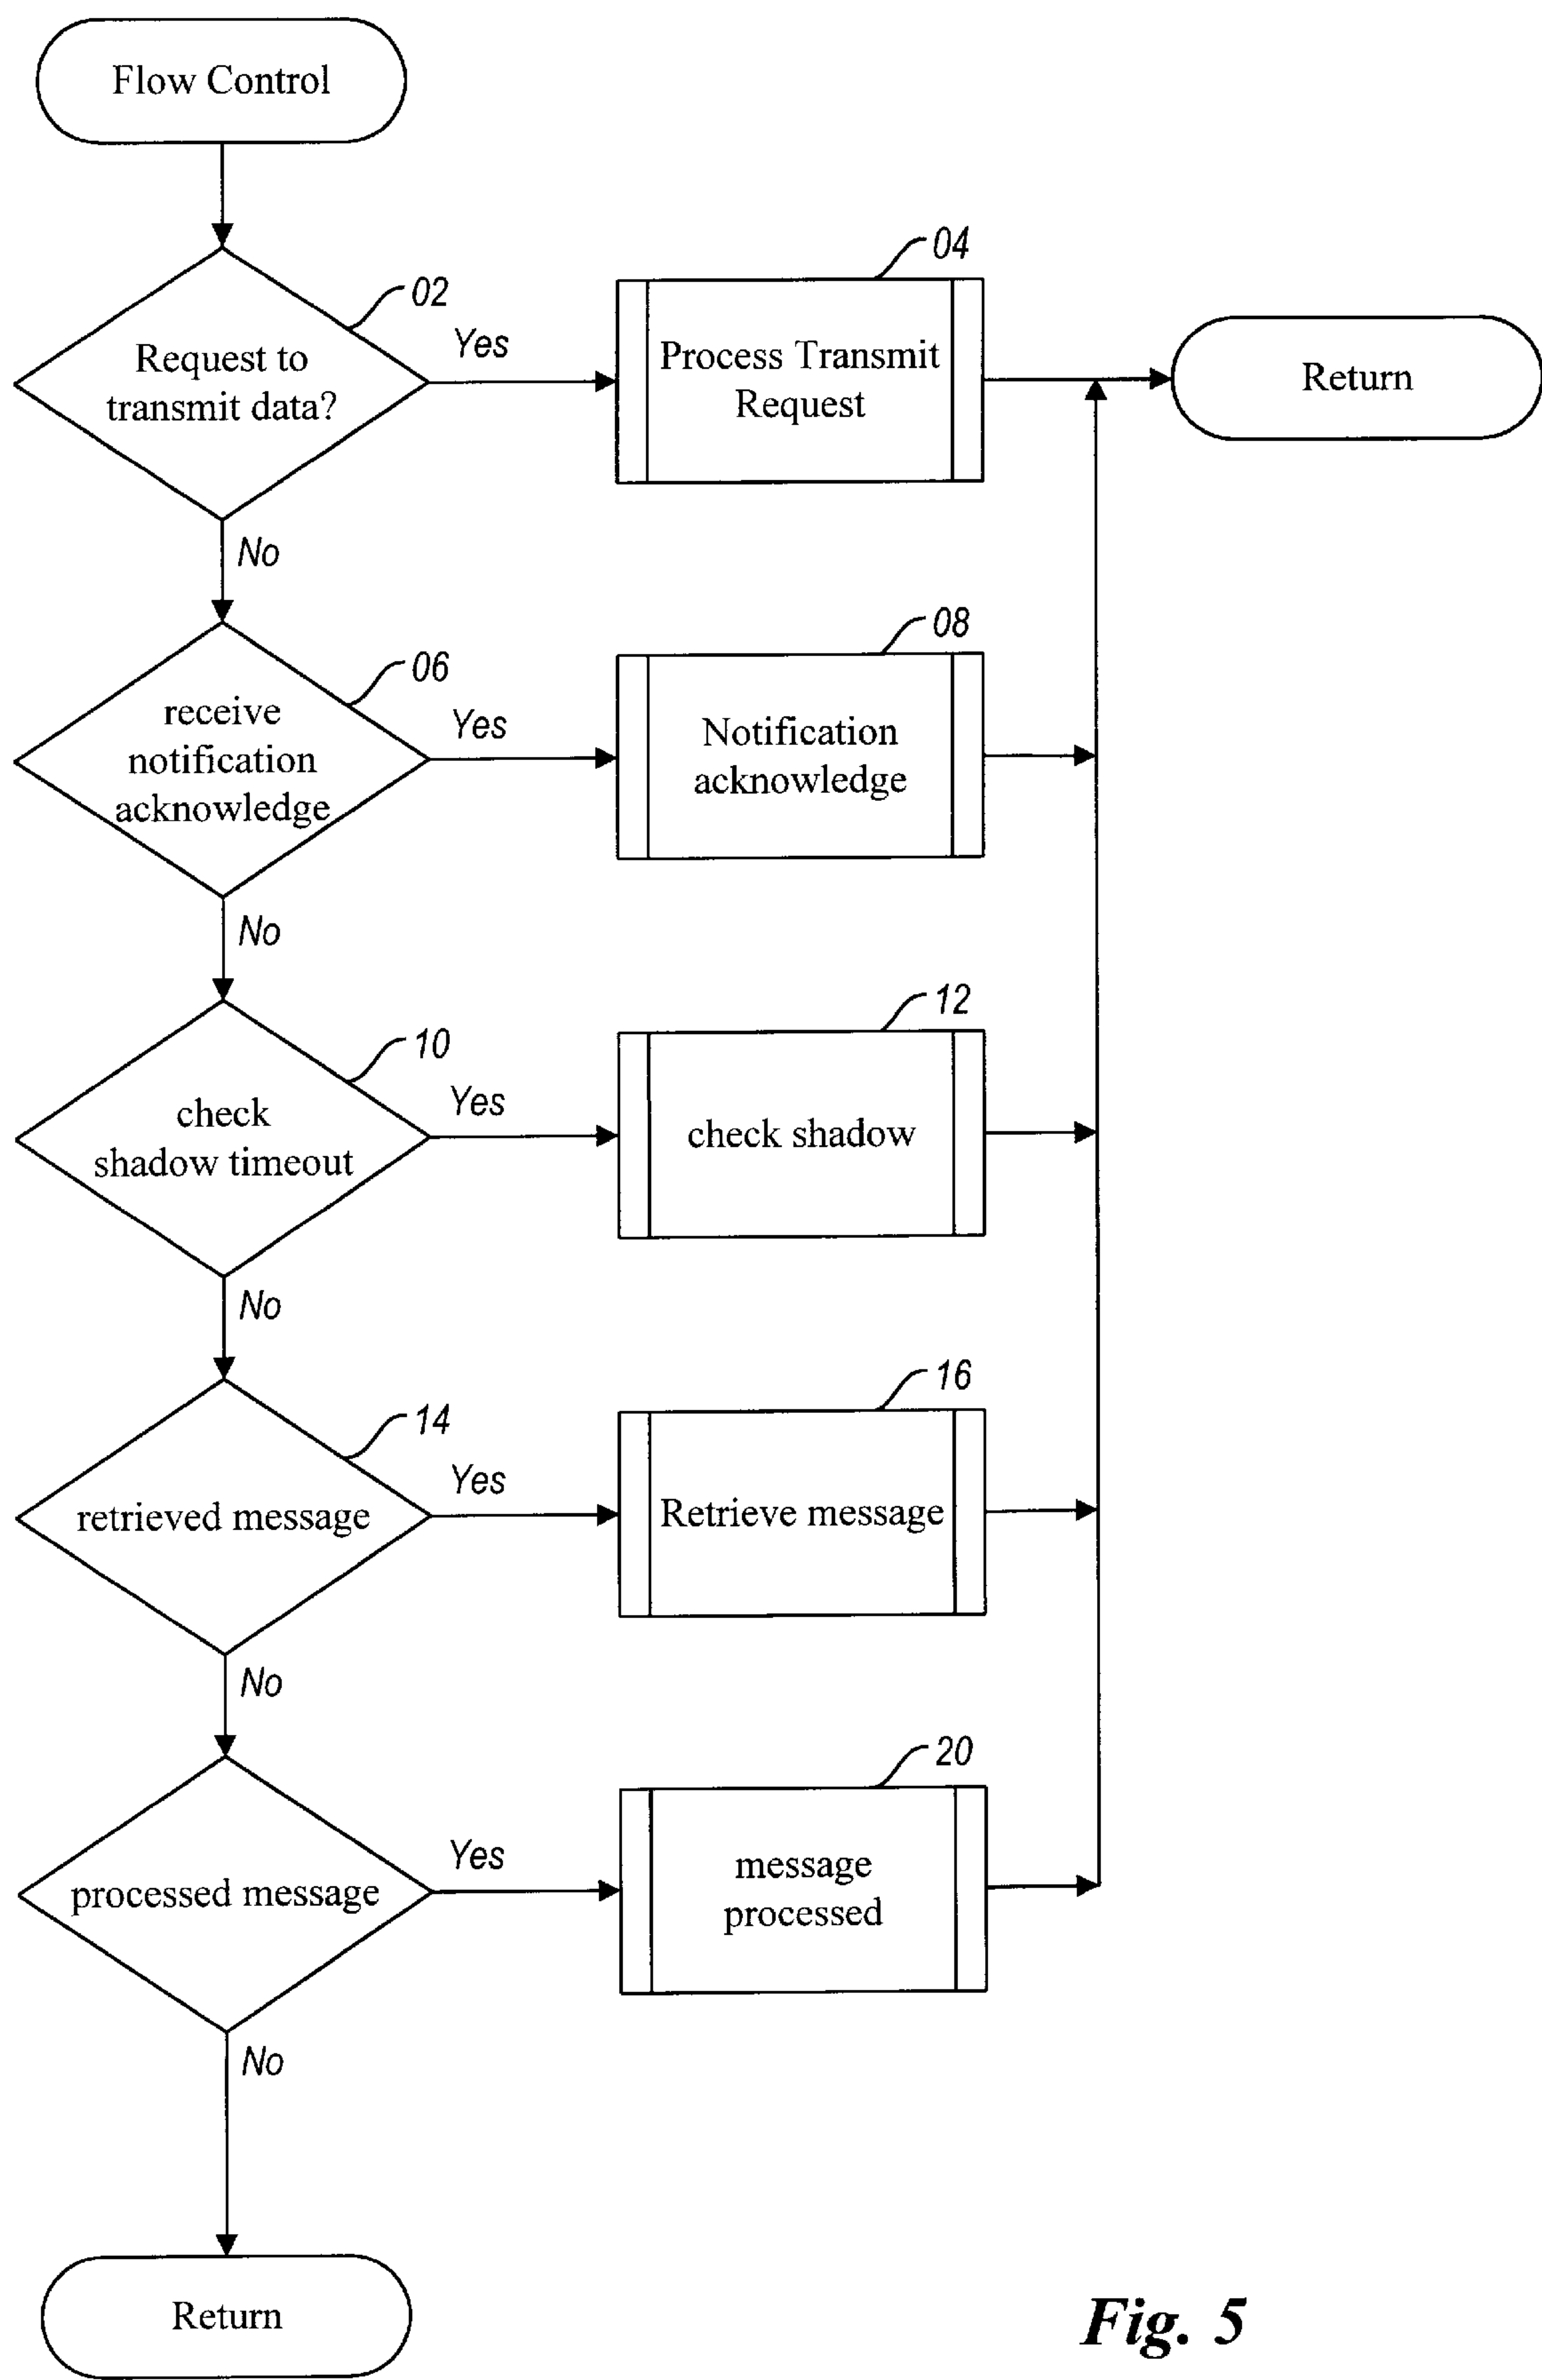 Flow Control
04
02
Yes
Request to
transmit data?
Process Transmit
Request
Return
No
08
06
Yes
receive
notification
acknowledge
Notification
acknowledge
No
12
10
Yes
check
shadow timeout
check shadow
No
16
14
Yes
retrieved message
Retrieve message
No
20
Yes
processed message
message
processed
No
Return
Fig. 5